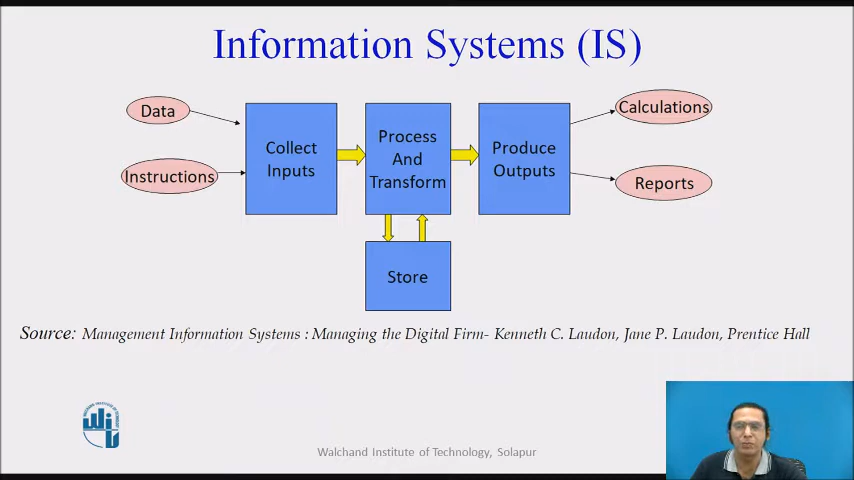 Information Systems (IS)
Data
Instructions
Collect
Inputs
Process
And
Transform
Produce
Outputs
Calculations
Reports
Store
Source: Management Information Systems : Managing the Digital Firm- Kenneth C. Laudon, Jane P. Laudon, Prentice Hall
Walchand Institute of Technology, Solapur